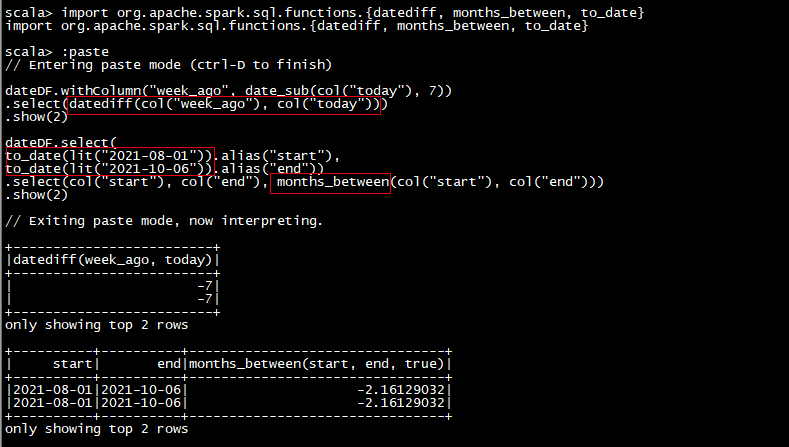 scala> import org.apache.spark.sql.functions.{datediff, months_between, to_date}
import org.apache.spark.sql.functions.{datediff, months_between, to_date}
scala> :paste
// Entering paste mode (ctrl-D to finish)
dateDF.withColumn("week_ago", date_sub(col("today"), 7))
.select(datediff(col("week_ago"), col("today")))
.show(2)
dateDF.select(
to_date(lit("2021-08-01")).alias("start"),
to_date(lit("2021-10-06")).alias("end"))
.select(col("start"), col("end"), months_between(col("start"), col("end")))
.show(2)
// Exiting paste mode, now interpreting.
+-------------------------+
|datediff(week_ago, today)|
+-------------------------+
|                       -7|
|                       -7|
+-------------------------+
only showing top 2 rows
+----------+----------+--------------------------------+
|     start|       end|months_between(start, end, true)|
+----------+----------+--------------------------------+
|2021-08-01|2021-10-06|                     -2.16129032|
|2021-08-01|2021-10-06|                     -2.16129032|
+----------+----------+--------------------------------+
only showing top 2 rows